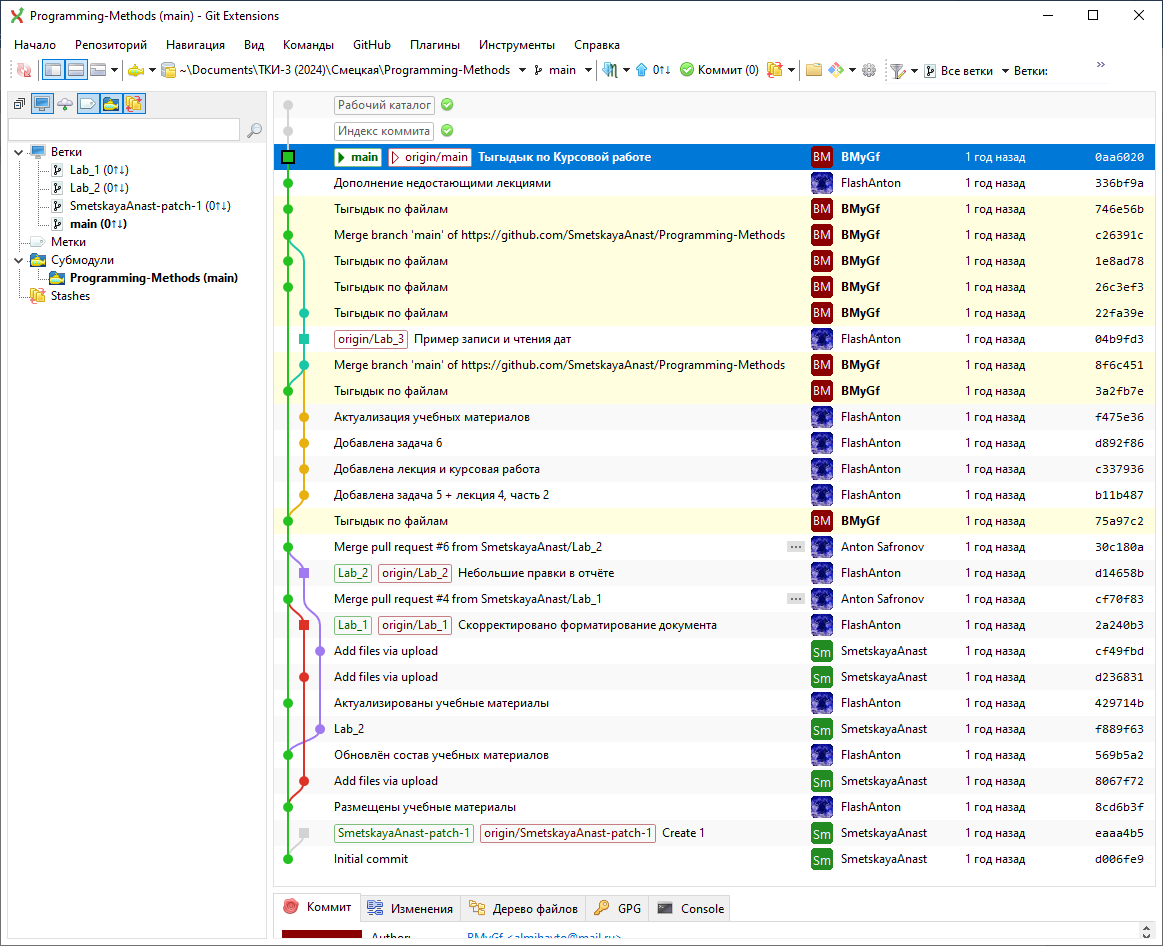 Programming-Methods (main) - Git Extensions
Начало Репозиторий Навигация Вид Команды GitHub Плагины Инструменты Справка
~\Documents\ТКИ-3 (2024)\Смецкая\Programming-Methods main 0↑↓ Коммит (0) Все ветки Ветки: »
Ветки
Lab_1 (0↑↓)
Lab_2 (0↑↓)
SmetskayaAnast-patch-1 (0↑↓)
main (0↑↓)
Метки
Субмодули
Programming-Methods (main)
Stashes
Рабочий каталог
Индекс коммита
main origin/main Тыгыдык по Курсовой работе BM BMyGf 1 год назад 0aa6020
Дополнение недостающими лекциями FlashAnton 1 год назад 336bf9a
Тыгыдык по файлам BM BMyGf 1 год назад 746e56b
Merge branch 'main' of https://github.com/SmetskayaAnast/Programming-Methods BM BMyGf 1 год назад c26391c
Тыгыдык по файлам BM BMyGf 1 год назад 1e8ad78
Тыгыдык по файлам BM BMyGf 1 год назад 26c3ef3
Тыгыдык по файлам BM BMyGf 1 год назад 22fa39e
origin/Lab_3 Пример записи и чтения дат FlashAnton 1 год назад 04b9fd3
Merge branch 'main' of https://github.com/SmetskayaAnast/Programming-Methods BM BMyGf 1 год назад 8f6c451
Тыгыдык по файлам BM BMyGf 1 год назад 3a2fb7e
Актуализация учебных материалов FlashAnton 1 год назад f475e36
Добавлена задача 6 FlashAnton 1 год назад d892f86
Добавлена лекция и курсовая работа FlashAnton 1 год назад c337936
Добавлена задача 5 + лекция 4, часть 2 FlashAnton 1 год назад b11b487
Тыгыдык по файлам BM BMyGf 1 год назад 75a97c2
Merge pull request #6 from SmetskayaAnast/Lab_2 ... Anton Safronov 1 год назад 30c180a
Lab_2 origin/Lab_2 Небольшие правки в отчёте FlashAnton 1 год назад d14658b
Merge pull request #4 from SmetskayaAnast/Lab_1 ... Anton Safronov 1 год назад cf70f83
Lab_1 origin/Lab_1 Скорректировано форматирование документа FlashAnton 1 год назад 2a240b3
Add files via upload Sm SmetskayaAnast 1 год назад cf49fbd
Add files via upload Sm SmetskayaAnast 1 год назад d236831
Актуализированы учебные материалы FlashAnton 1 год назад 429714b
Lab_2 Sm SmetskayaAnast 1 год назад f889f63
Обновлён состав учебных материалов FlashAnton 1 год назад 569b5a2
Add files via upload Sm SmetskayaAnast 1 год назад 8067f72
Размещены учебные материалы FlashAnton 1 год назад 8cd6b3f
SmetskayaAnast-patch-1 origin/SmetskayaAnast-patch-1 Create 1 Sm SmetskayaAnast 1 год назад eaaa4b5
Initial commit Sm SmetskayaAnast 1 год назад d006fe9
Коммит Изменения Дерево файлов GPG Console
Author: BMyGf <almihayto@mail.ru>